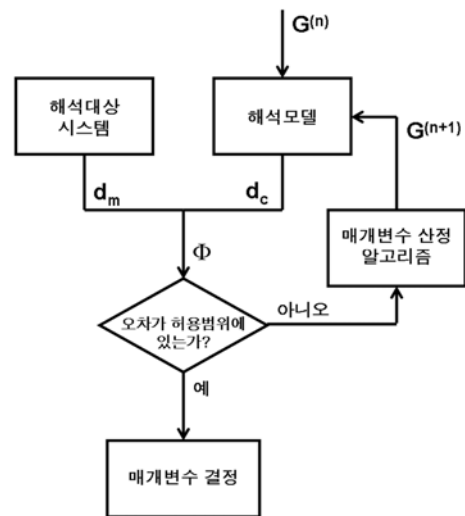 G(n)
해석대상
시스템
해석모델
G(n+1)
dm
dc
매개변수 산정
알고리즘
Φ
오차가 허용범위에
있는가?
아니오
예
매개변수 결정